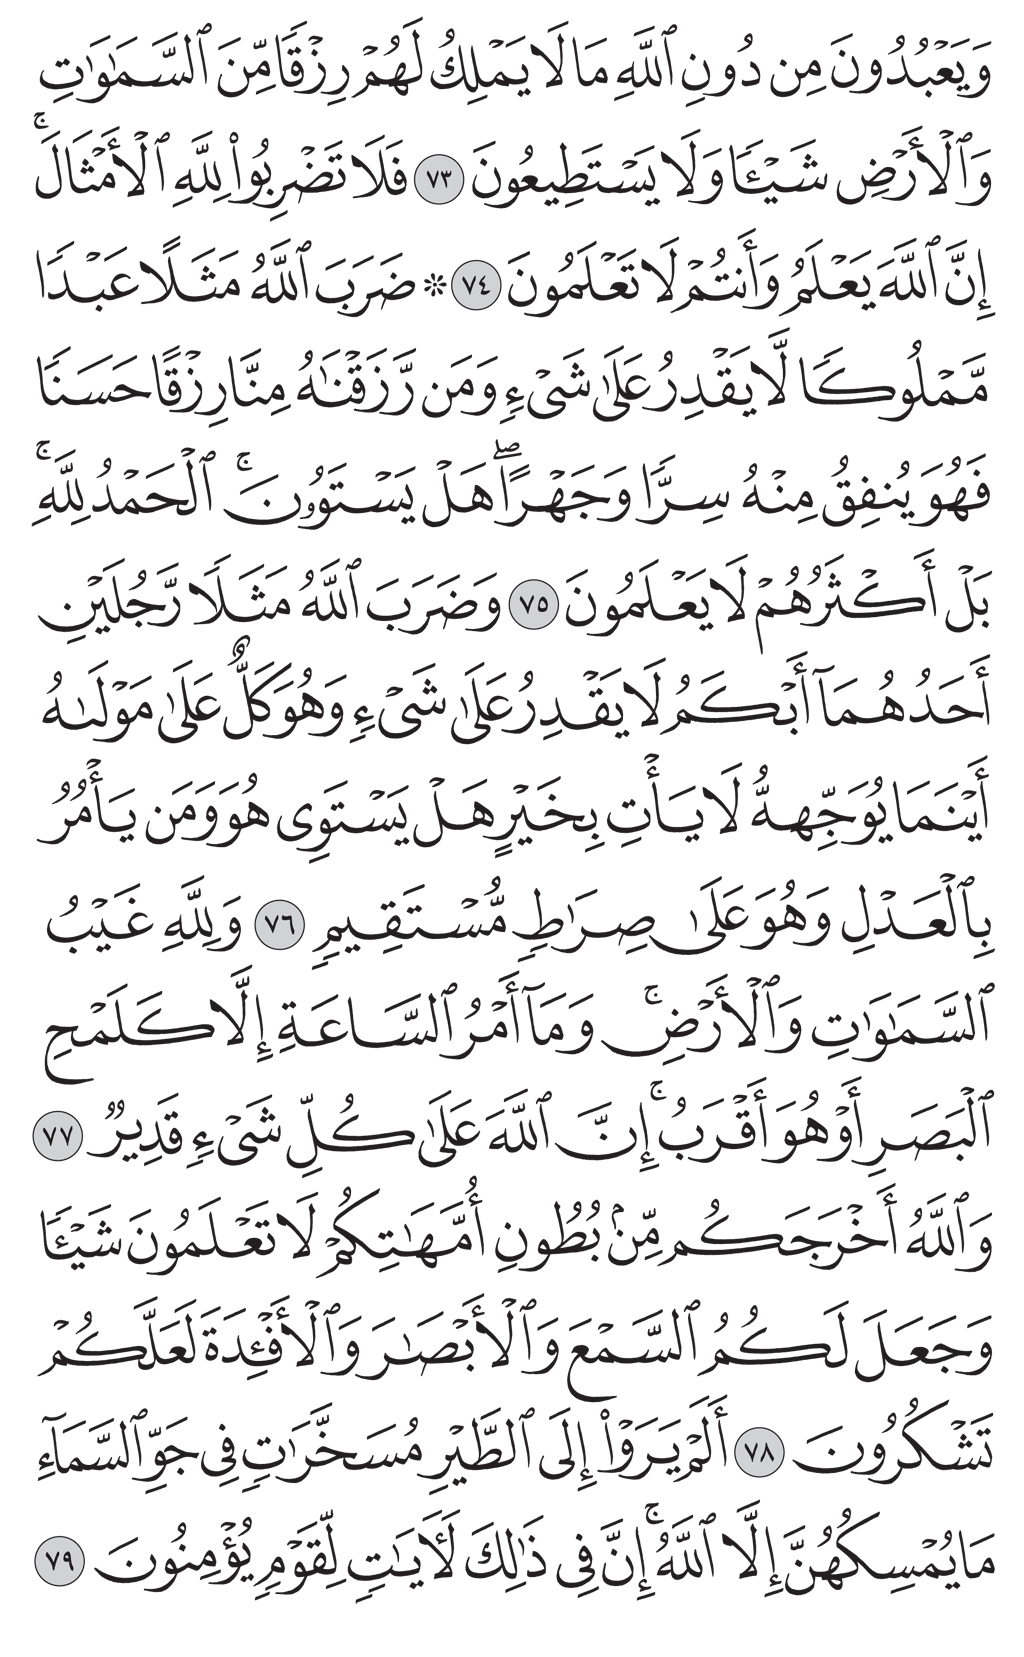 وَيَعۡبُدُونَ مِن دُونِ ٱللَّهِ مَا لَا يَمۡلِكُ لَهُمۡ رِزۡقٗا مِّنَ ٱلسَّمَٰوَٰتِ
وَٱلۡأَرۡضِ شَيۡـٔٗا وَلَا يَسۡتَطِيعُونَ ٧٣ فَلَا تَضۡرِبُواْ لِلَّهِ ٱلۡأَمۡثَالَۚ
إِنَّ ٱللَّهَ يَعۡلَمُ وَأَنتُمۡ لَا تَعۡلَمُونَ ٧٤ ۞ ضَرَبَ ٱللَّهُ مَثَلًا عَبۡدٗا
مَّمۡلُوكٗا لَّا يَقۡدِرُ عَلَىٰ شَيۡءٖ وَمَن رَّزَقۡنَٰهُ مِنَّا رِزۡقًا حَسَنٗا
فَهُوَ يُنفِقُ مِنۡهُ سِرّٗا وَجَهۡرًاۖ هَلۡ يَسۡتَوُۥنَۚ ٱلۡحَمۡدُ لِلَّهِۚ
بَلۡ أَكۡثَرُهُمۡ لَا يَعۡلَمُونَ ٧٥ وَضَرَبَ ٱللَّهُ مَثَلٗا رَّجُلَيۡنِ
أَحَدُهُمَآ أَبۡكَمُ لَا يَقۡدِرُ عَلَىٰ شَيۡءٖ وَهُوَ كَلٌّ عَلَىٰ مَوۡلَىٰهُ
أَيۡنَمَا يُوَجِّههُّ لَا يَأۡتِ بِخَيۡرٍ هَلۡ يَسۡتَوِي هُوَ وَمَن يَأۡمُرُ
بِٱلۡعَدۡلِ وَهُوَ عَلَىٰ صِرَٰطٖ مُّسۡتَقِيمٖ ٧٦ وَلِلَّهِ غَيۡبُ
ٱلسَّمَٰوَٰتِ وَٱلۡأَرۡضِۚ وَمَآ أَمۡرُ ٱلسَّاعَةِ إِلَّا كَلَمۡحِ
ٱلۡبَصَرِ أَوۡ هُوَ أَقۡرَبُۚ إِنَّ ٱللَّهَ عَلَىٰ كُلِّ شَيۡءٖ قَدِيرٞ ٧٧
وَٱللَّهُ أَخۡرَجَكُم مِّنۢ بُطُونِ أُمَّهَٰتِكُمۡ لَا تَعۡلَمُونَ شَيۡـٔٗا
وَجَعَلَ لَكُمُ ٱلسَّمۡعَ وَٱلۡأَبۡصَٰرَ وَٱلۡأَفۡـِٔدَةَ لَعَلَّكُمۡ
تَشۡكُرُونَ ٧٨ أَلَمۡ يَرَوۡاْ إِلَى ٱلطَّيۡرِ مُسَخَّرَٰتٖ فِي جَوِّ ٱلسَّمَآءِ
مَا يُمۡسِكُهُنَّ إِلَّا ٱللَّهُۚ إِنَّ فِي ذَٰلِكَ لَأٓيَٰتٖ لِّقَوۡمٖ يُؤۡمِنُونَ ٧٩